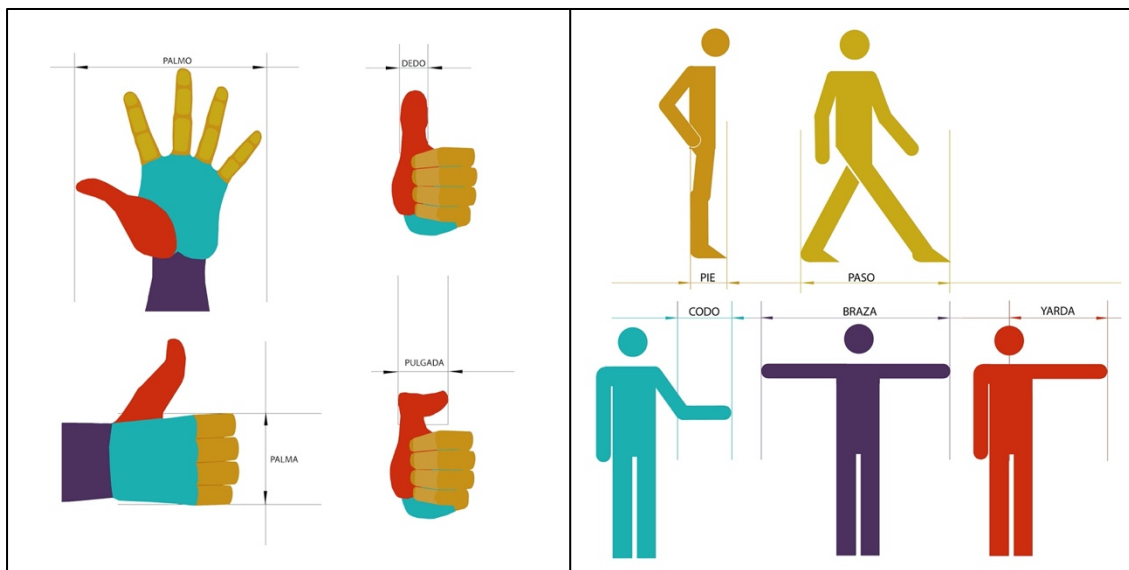 PALMO
DEDO
PULGADA
PALMA
PIE
PASO
CODO
BRAZA
YARDA